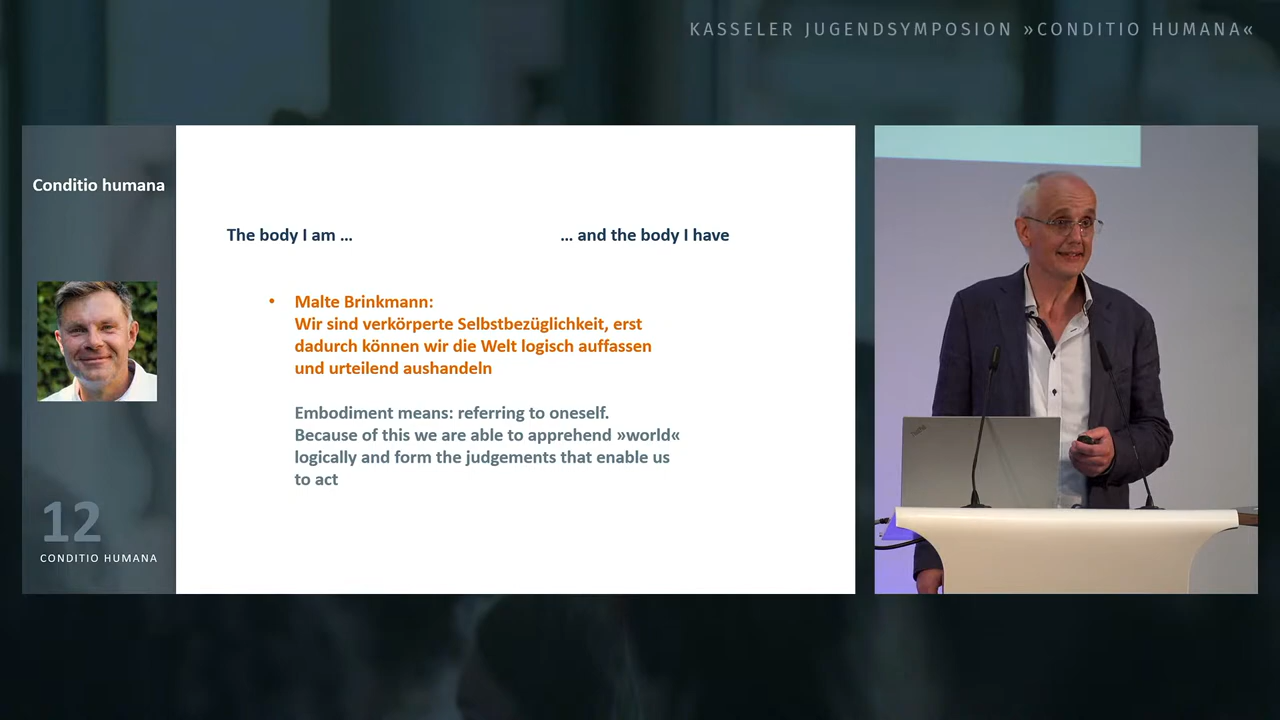 KASSELER JUGENDSYMPOSION »CONDITIO HUMANA«
Conditio humana
The body I am ...
... and the body I have
• Malte Brinkmann:
Wir sind verkörperte Selbstbezüglichkeit, erst
dadurch können wir die Welt logisch auffassen
und urteilend aushandeln
Embodiment means: referring to oneself.
Because of this we are able to apprehend »world«
logically and form the judgements that enable us
to act
12
CONDITIO HUMANA
ThinkPad